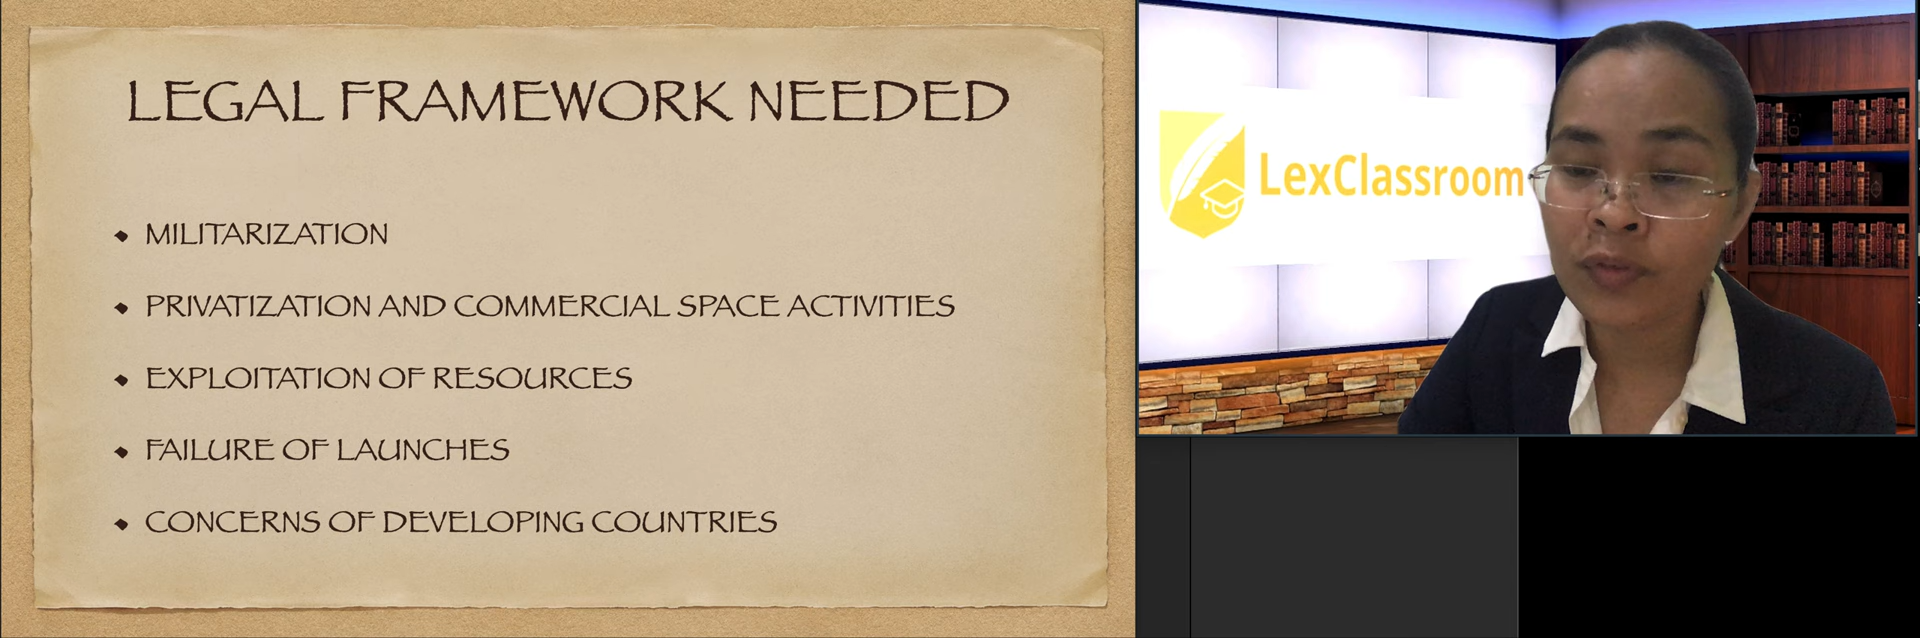 LEGAL FRAMEWORK NEEDED
MILITARIZATION
PRIVATIZATION AND COMMERCIAL SPACE ACTIVITIES
EXPLOITATION OF RESOURCES
FAILURE OF LAUNCHES
CONCERNS OF DEVELOPING COUNTRIES
LexClassroom